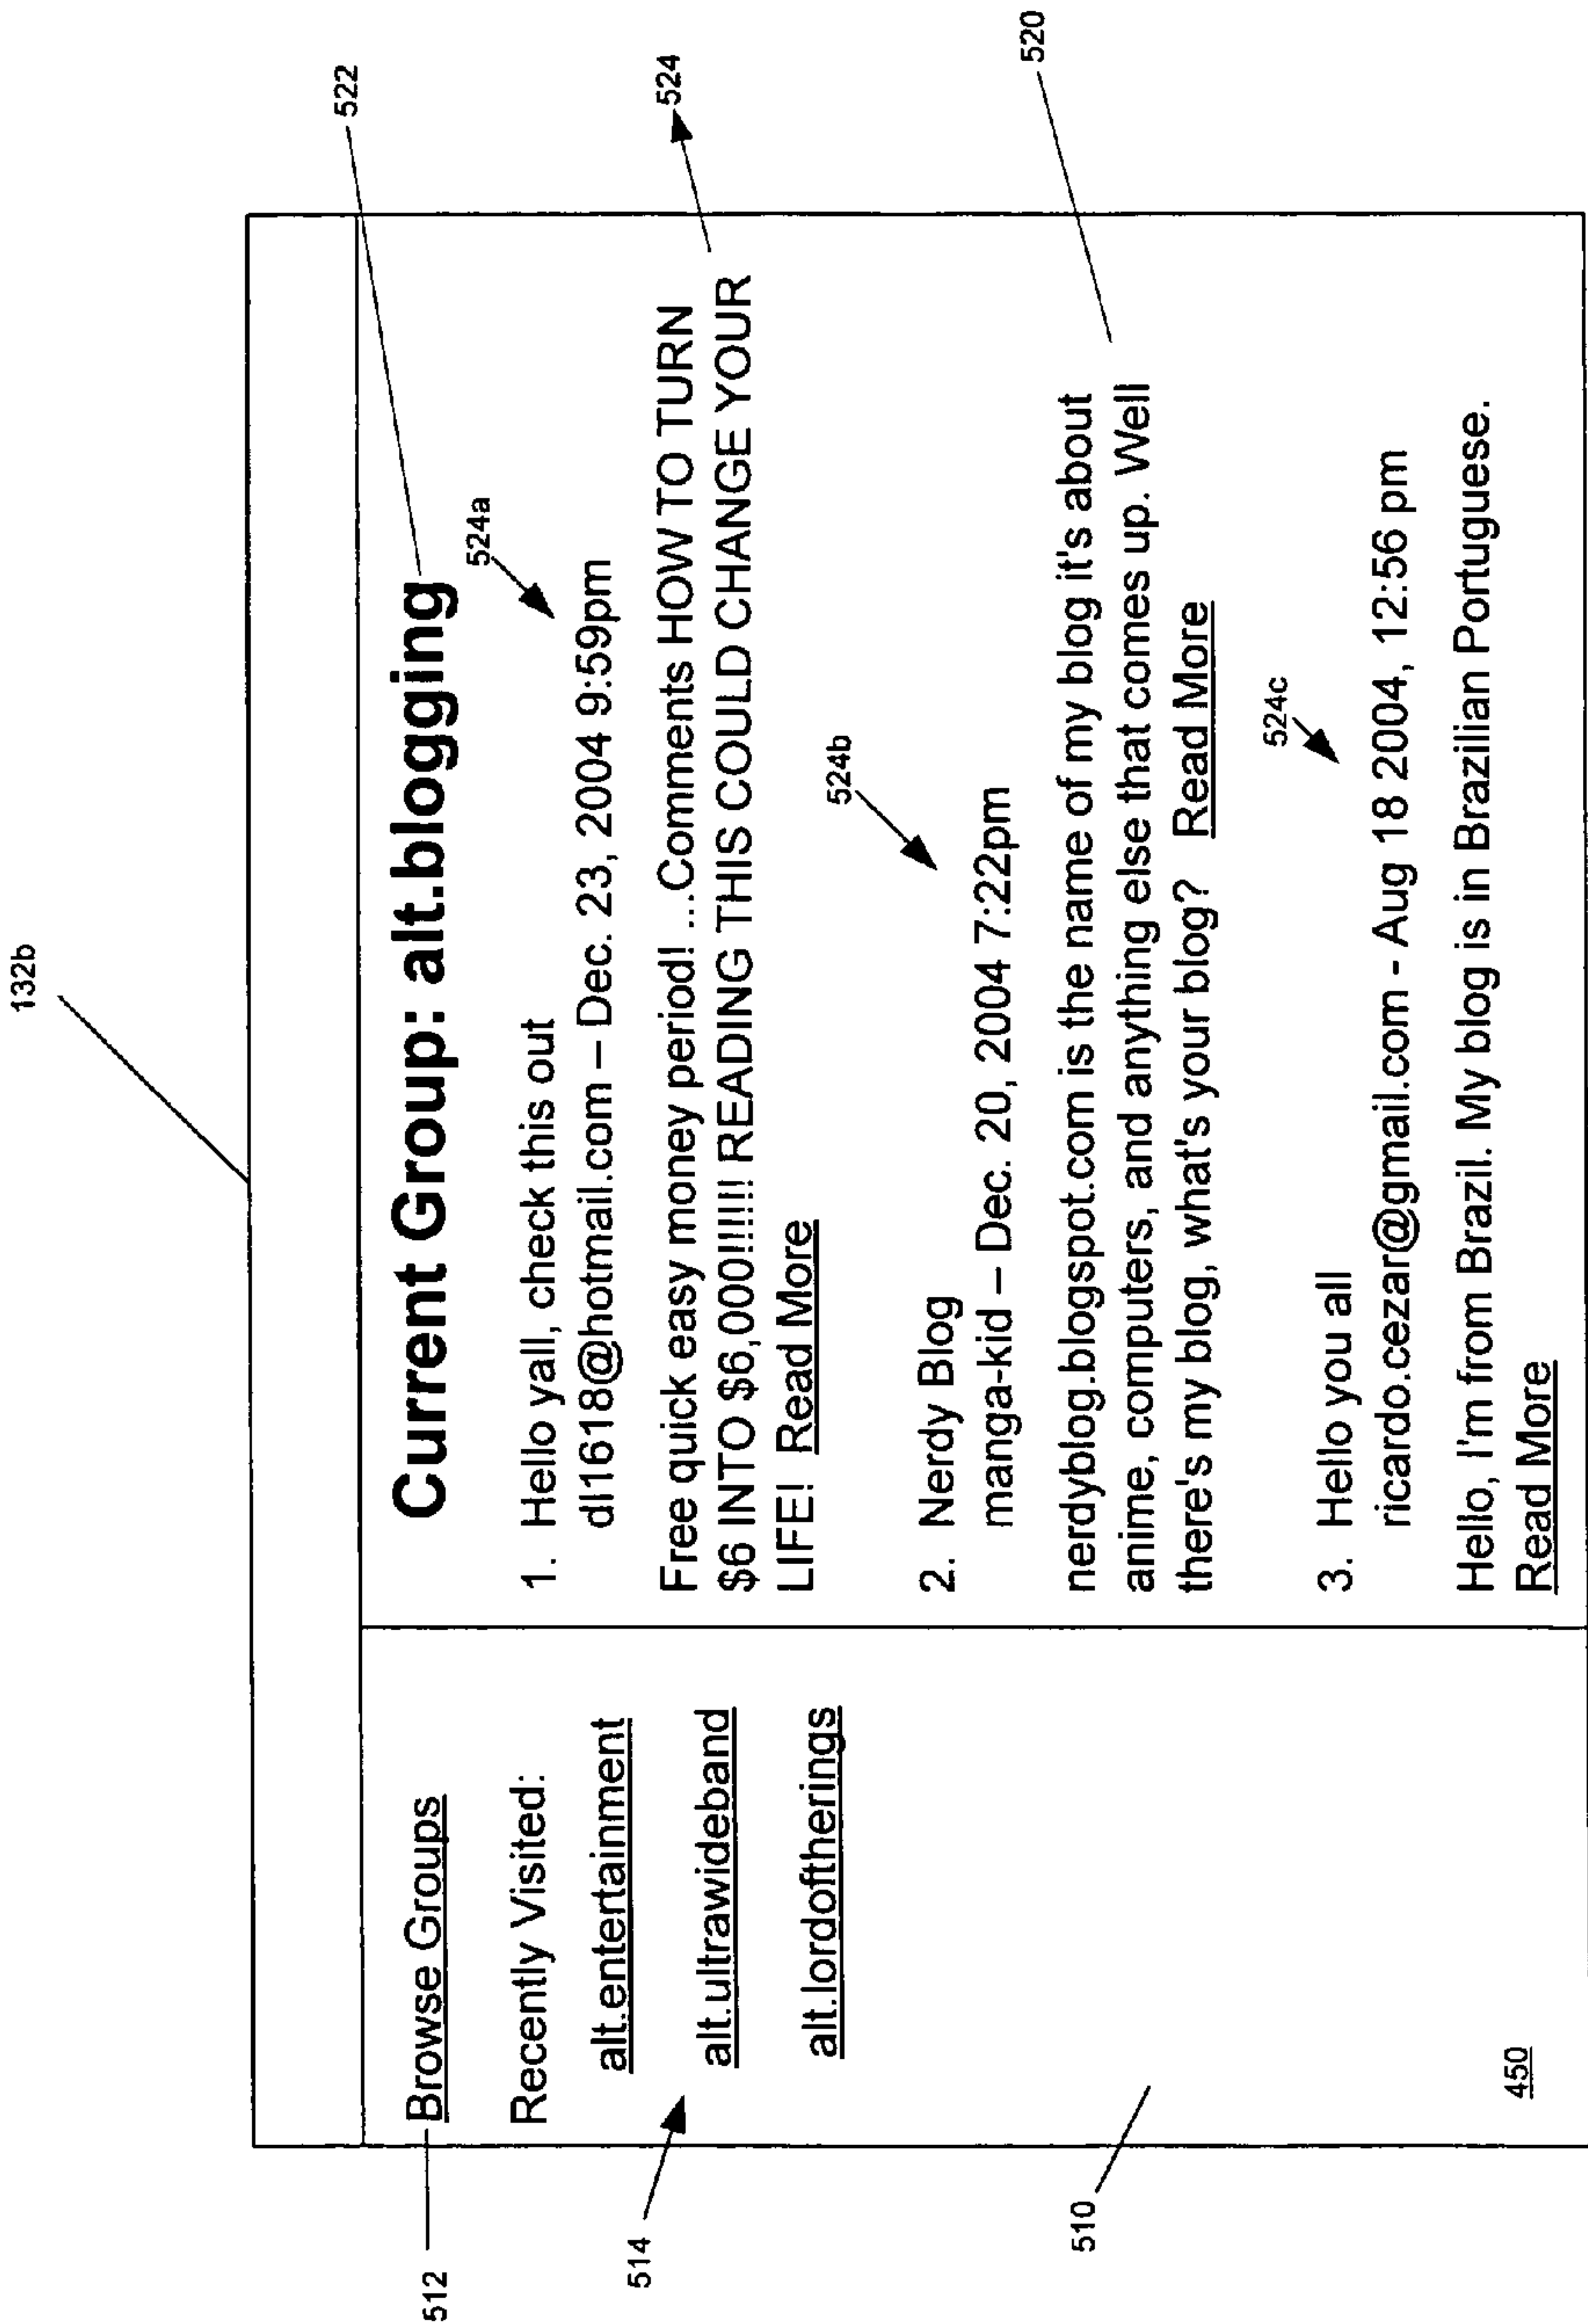 132b
522
524
520
512
514
510
Browse Groups
Recently Visited:
alt.entertainment
alt.ultrawideband
alt.lordoftherings
450
Current Group: alt.blogging
524a
1. Hello yall, check this out
dl1618@hotmail.com – Dec. 23, 2004 9:59pm
Free quick easy money period! ...Comments HOW TO TURN
$6 INTO $6,000!!!!!! READING THIS COULD CHANGE YOUR
LIFE! Read More
524b
2. Nerdy Blog
manga-kid – Dec. 20, 2004 7:22pm
nerdyblog.blogspot.com is the name of my blog it's about
anime, computers, and anything else that comes up. Well
there's my blog, what's your blog? Read More
524c
3. Hello you all
ricardo.cezar@gmail.com - Aug 18 2004, 12:56 pm
Hello, I'm from Brazil. My blog is in Brazilian Portuguese.
Read More